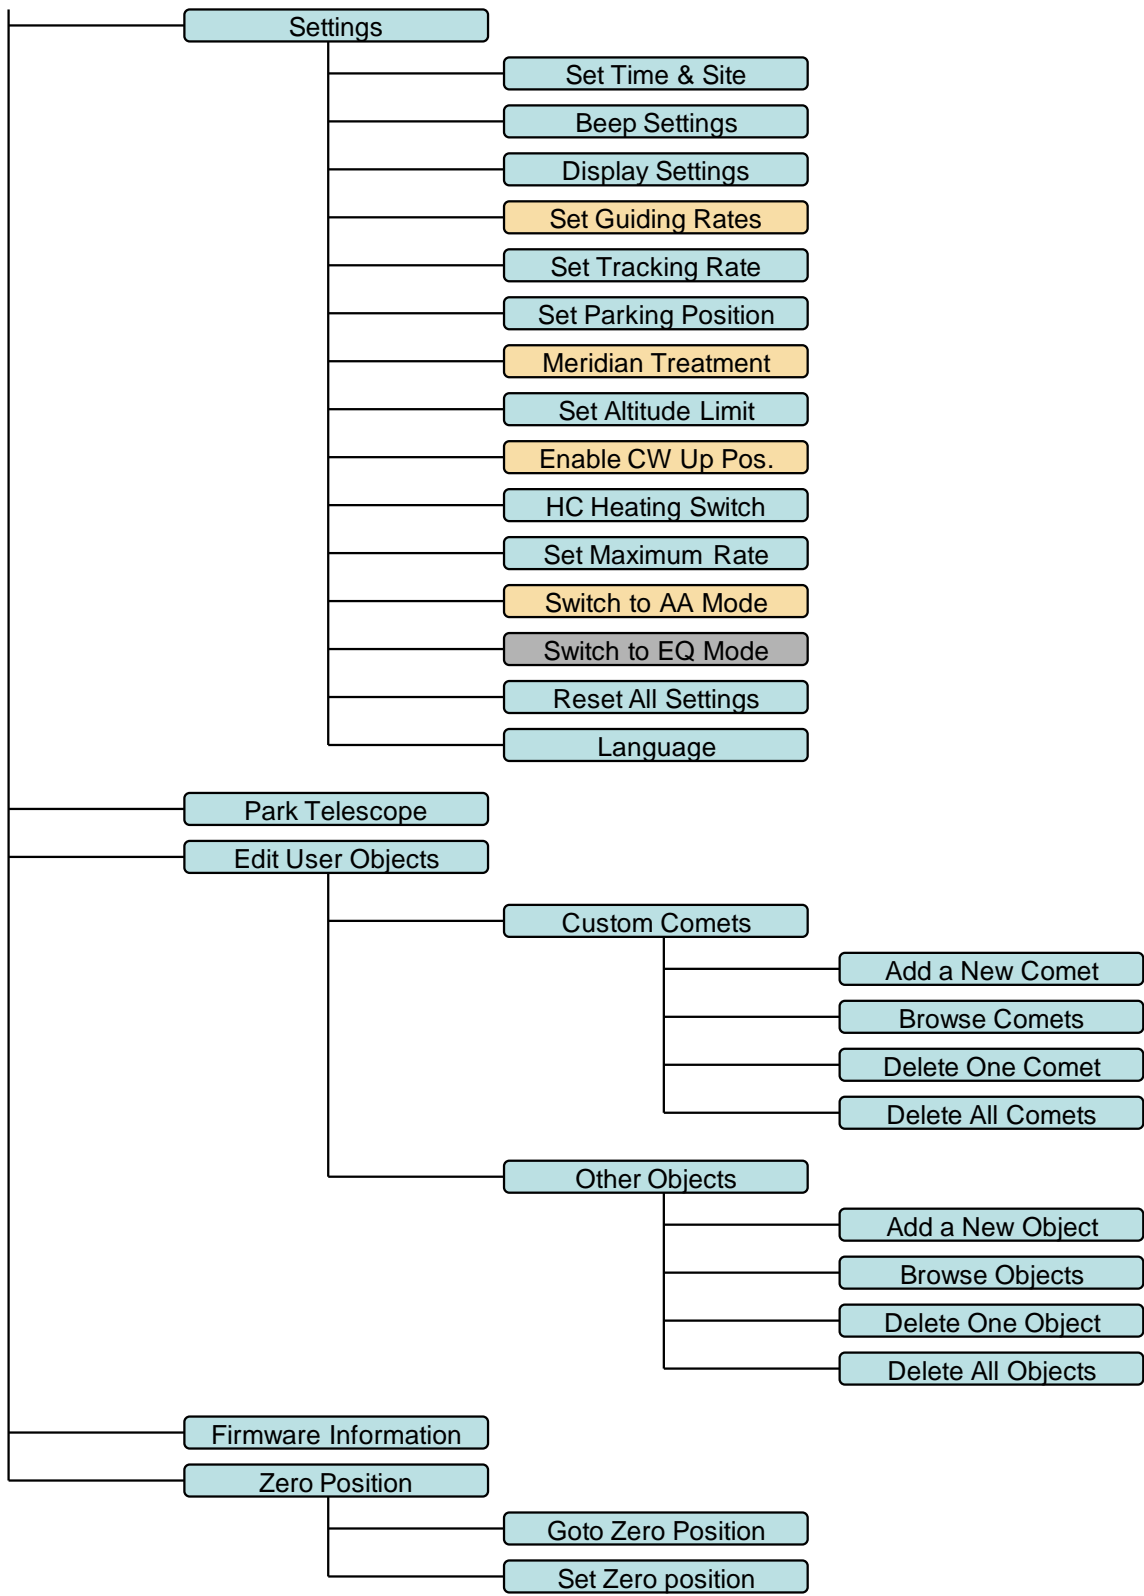 Settings
Set Time & Site
Beep Settings
Display Settings
Set Guiding Rates
Set Tracking Rate
Set Parking Position
Meridian Treatment
Set Altitude Limit
Enable CW Up Pos.
HC Heating Switch
Set Maximum Rate
Switch to AA Mode
Switch to EQ Mode
Reset All Settings
Language
Park Telescope
Edit User Objects
Custom Comets
Add a New Comet
Browse Comets
Delete One Comet
Delete All Comets
Other Objects
Add a New Object
Browse Objects
Delete One Object
Delete All Objects
Firmware Information
Zero Position
Goto Zero Position
Set Zero position